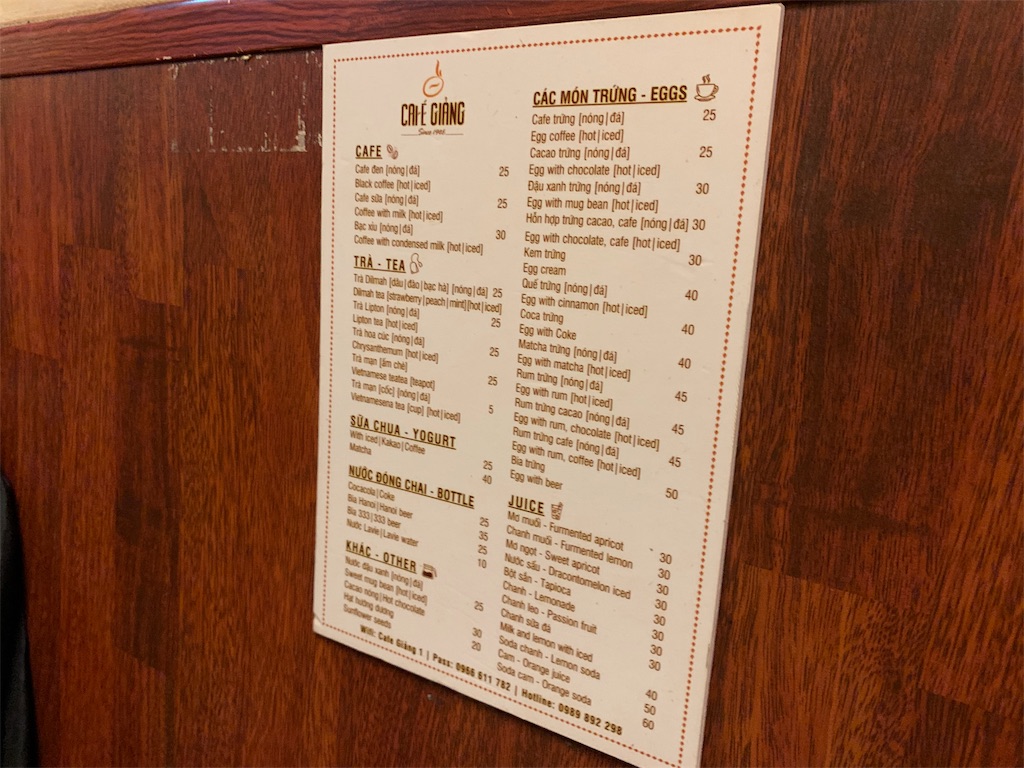 CAFÉ GIẢNG
Since 1946
CAFE
Cafe đen [nóng|đá] 25
Black coffee [hot|iced]
Cafe sữa [nóng|đá] 25
Coffee with milk [hot|iced]
Bạc xỉu [nóng|đá] 30
Coffee with condensed milk [hot|iced]
TRÀ - TEA
Trà Dilmah [dâu|đào|bạc hà] [nóng|đá] 25
Dilmah tea [strawberry|peach|mint][hot|iced]
Trà Lipton [nóng|đá] 25
Lipton tea [hot|iced]
Trà hoa cúc [nóng|đá] 25
Chrysanthemum [hot|iced]
Trà mạn [ấm chè] 25
Vietnamese teatea [teapot]
Trà mạn [cốc] [nóng|đá] 5
Vietnamesena tea [cup] [hot|iced]
SỮA CHUA - YOGURT
With iced|Kakao|Coffee 25
Matcha 40
NƯỚC ĐÓNG CHAI - BOTTLE
Cocacola|Coke 25
Bia Hanoi|Hanoi beer 35
Bia 333|333 beer 25
Nước Lavie|Lavie water 10
KHÁC - OTHER
Nước đậu xanh [nóng|đá] 25
Sweet mug bean [hot|iced]
Cacao nóng|Hot chocolate 30
Hạt hướng dương 20
Sunflower seeds
CÁC MÓN TRỨNG - EGGS
Cafe trứng [nóng|đá] 25
Egg coffee [hot|iced]
Cacao trứng [nóng|đá] 25
Egg with chocolate [hot|iced]
Đậu xanh trứng [nóng|đá] 30
Egg with mug bean [hot|iced]
Hỗn hợp trứng cacao, cafe [nóng|đá] 30
Egg with chocolate, cafe [hot|iced]
Kem trứng 30
Egg cream
Quế trứng [nóng|đá] 40
Egg with cinnamon [hot|iced]
Coca trứng 40
Egg with Coke
Matcha trứng [nóng|đá] 40
Egg with matcha [hot|iced]
Rum trứng [nóng|đá] 45
Egg with rum [hot|iced]
Rum trứng cacao [nóng|đá] 45
Egg with rum, chocolate [hot|iced]
Rum trứng cafe [nóng|đá] 45
Egg with rum, coffee [hot|iced]
Bia trứng 50
Egg with beer
JUICE
Mơ muối - Furmented apricot 30
Chanh muối - Furmented lemon 30
Mơ ngọt - Sweet apricot 30
Nước sấu - Dracontomelon iced 30
Bột sắn - Tapioca 30
Chanh - Lemonade 30
Chanh leo - Passion fruit 30
Chanh sữa đá
Milk and lemon with iced
Soda chanh - Lemon soda 40
Cam - Orange juice 50
Soda cam - Orange soda 60
Wifi: Cafe Giảng 1 | Pass: 0966 611 782 | Hotline: 0989 892 298